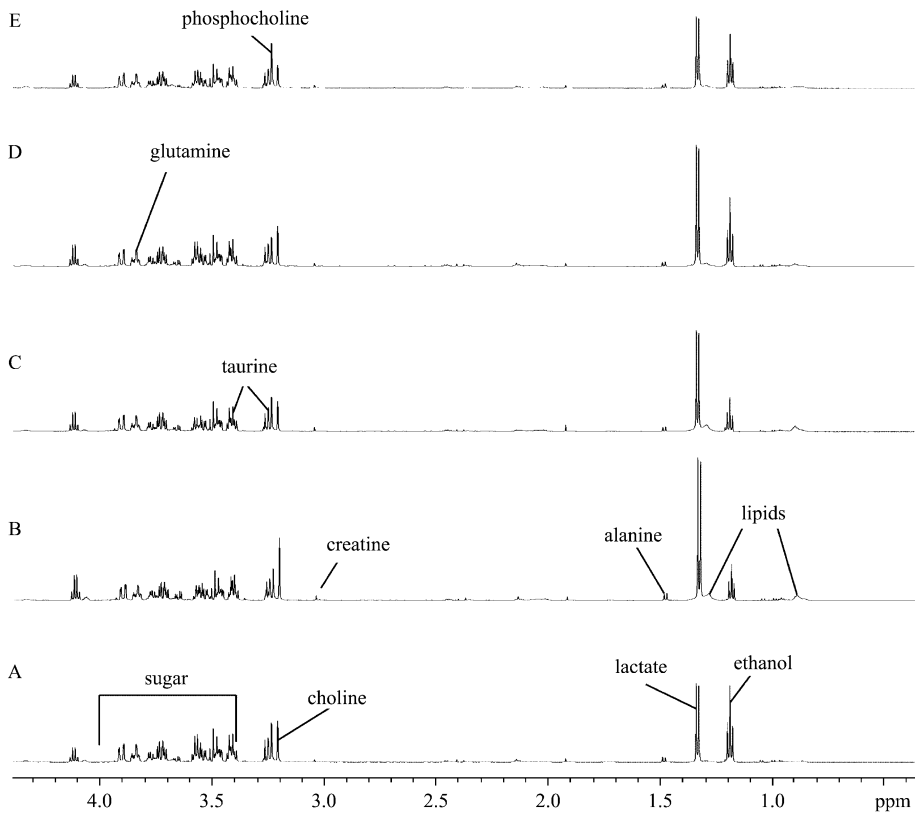 E
phosphocholine
D
glutamine
C
taurine
B
creatine
alanine
lipids
A
sugar
choline
lactate
ethanol
4.0 3.5 3.0 2.5 2.0 1.5 1.0 ppm